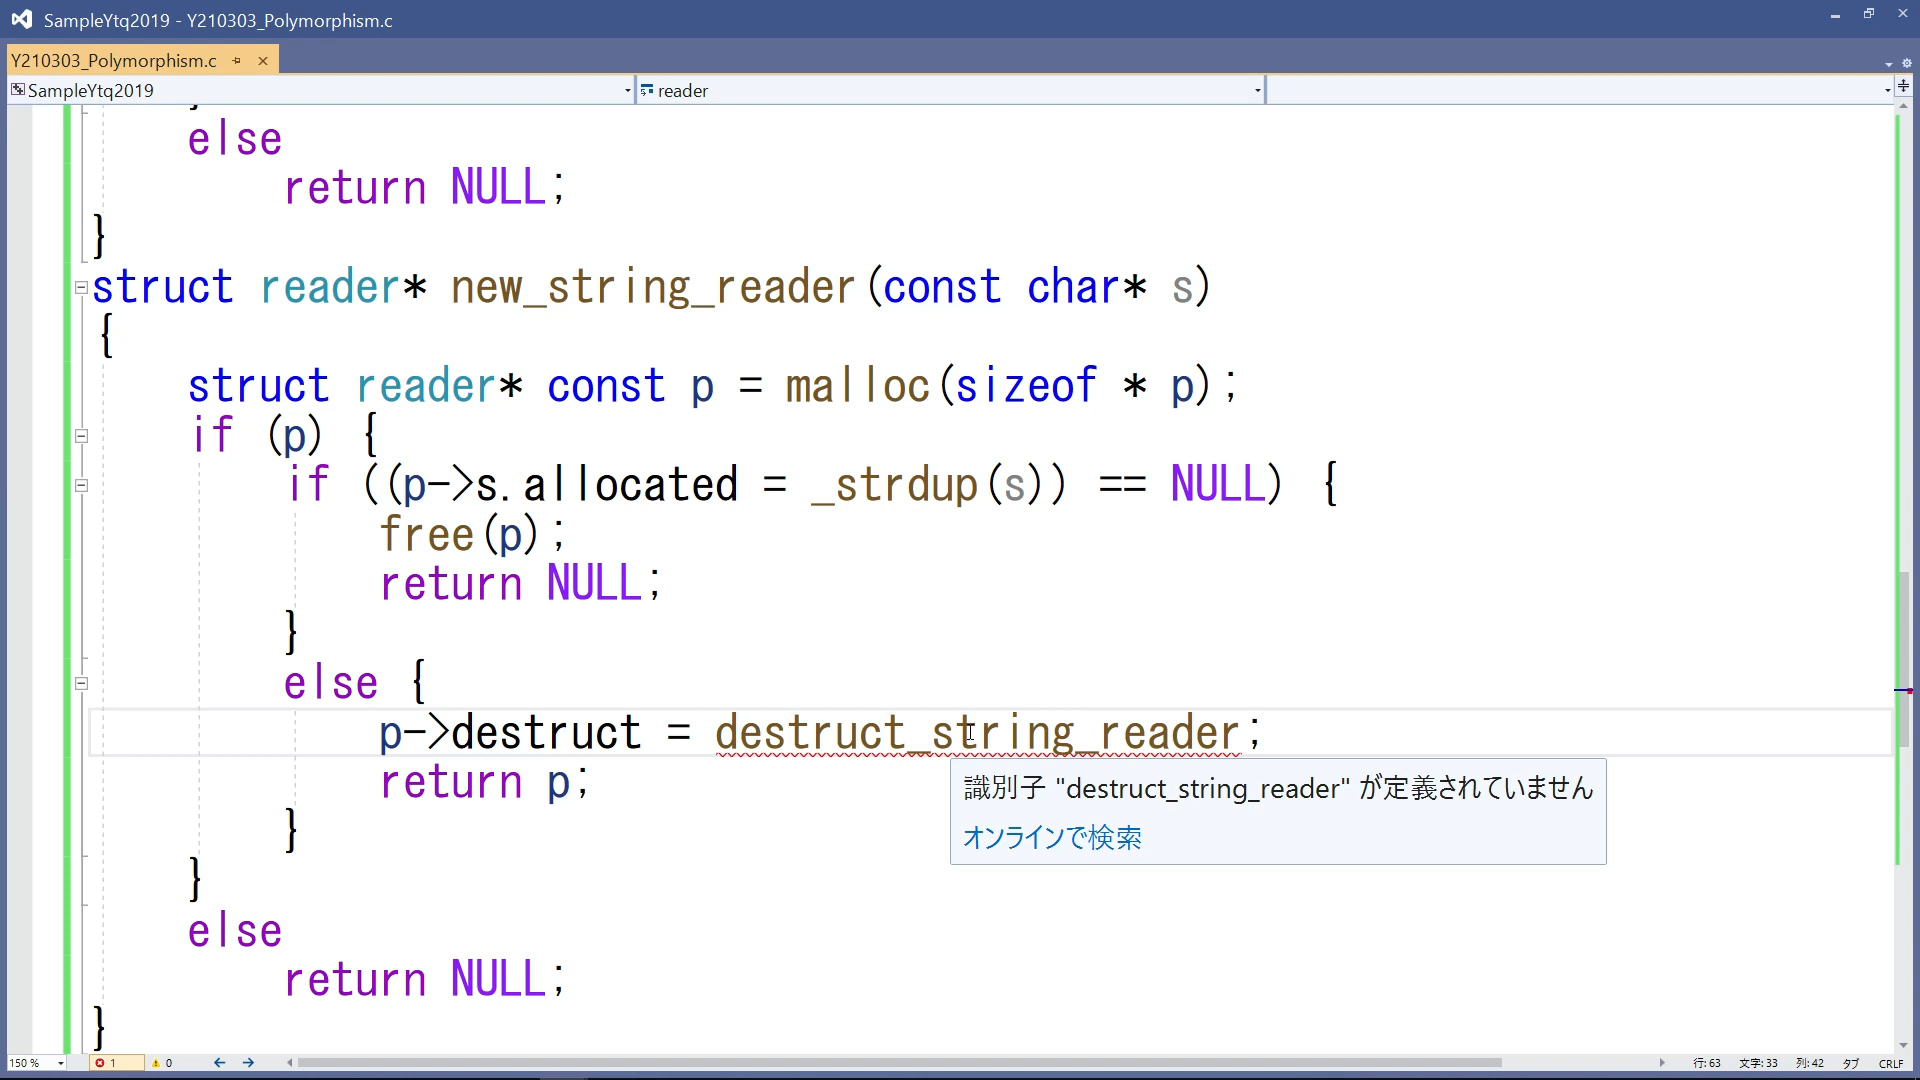 SampleYtq2019 - Y210303_Polymorphism.c
Y210303_Polymorphism.c
SampleYtq2019
reader
}
else
return NULL;
}
struct reader* new_string_reader(const char* s)
{
struct reader* const p = malloc(sizeof * p);
if (p) {
if ((p->s.allocated = _strdup(s)) == NULL) {
free(p);
return NULL;
}
else {
p->destruct = destruct_string_reader;
return p;
}
}
else
return NULL;
}
識別子 "destruct_string_reader" が定義されていません
オンラインで検索
150 %
1
0
行: 63
文字: 33
列: 42
タブ
CRLF